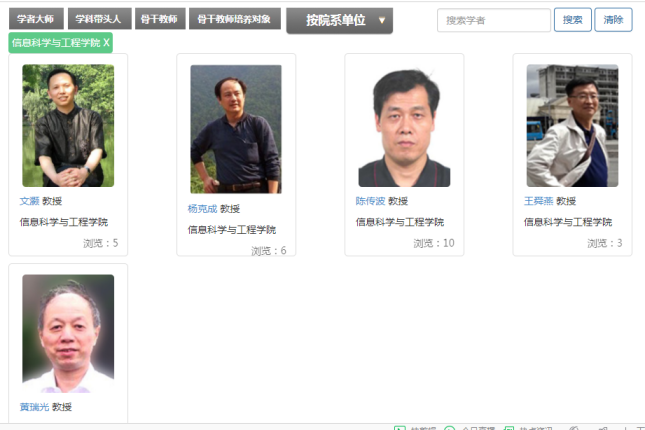 学者大师 学科带头人 骨干教师 骨干教师培养对象 按院系单位 ▼ 搜索学者 搜索 清除
信息科学与工程学院 X
文灏 教授
信息科学与工程学院
浏览：5
杨克成 教授
信息科学与工程学院
浏览：6
陈传波 教授
信息科学与工程学院
浏览：10
王舜燕 教授
信息科学与工程学院
浏览：3
黄瑞光 教授